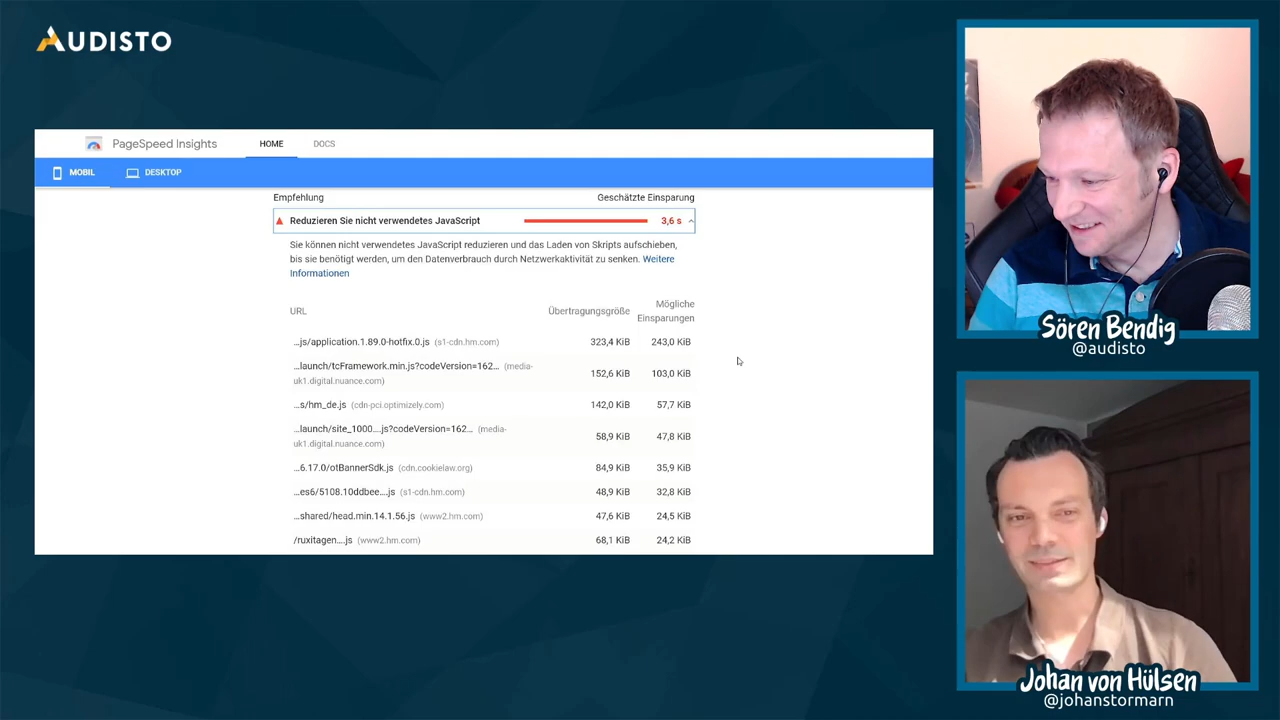 AUDISTO
PageSpeed Insights HOME DOCS
MOBIL DESKTOP
Empfehlung Geschätzte Einsparung
Reduzieren Sie nicht verwendetes JavaScript 3,6 s
Sie können nicht verwendetes JavaScript reduzieren und das Laden von Skripts aufschieben,
bis sie benötigt werden, um den Datenverbrauch durch Netzwerkaktivität zu senken. Weitere
Informationen
URL Übertragungsgröße Mögliche
Einsparungen
…js/application.1.89.0-hotfix.0.js (s1-cdn.hm.com) 323,4 KiB 243,0 KiB
…launch/tcFramework.min.js?codeVersion=162… (media-
uk1.digital.nuance.com) 152,6 KiB 103,0 KiB
…s/hm_de.js (cdn-pci.optimizely.com) 142,0 KiB 57,7 KiB
…launch/site_1000….js?codeVersion=162… (media-
uk1.digital.nuance.com) 58,9 KiB 47,8 KiB
…6.17.0/otBannerSdk.js (cdn.cookielaw.org) 84,9 KiB 35,9 KiB
…es6/5108.10ddbee….js (s1-cdn.hm.com) 48,9 KiB 32,8 KiB
…shared/head.min.14.1.56.js (www2.hm.com) 47,6 KiB 24,5 KiB
/ruxitagen….js (www2.hm.com) 68,1 KiB 24,2 KiB
Sören Bendig
@audisto
Johan von Hülsen
@johanstormarn